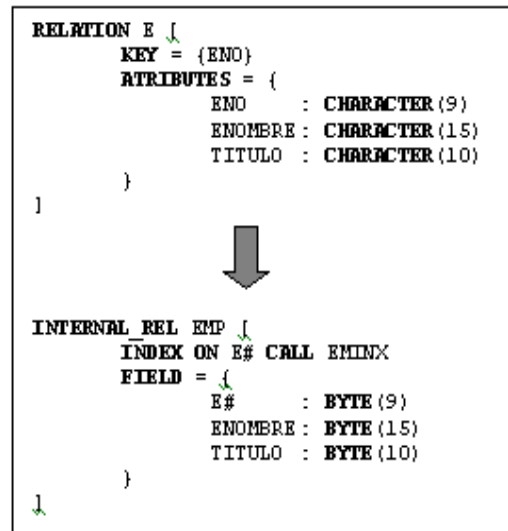 RELATION E [
KEY = {ENO}
ATRIBUTES = {
ENO : CHARACTER(9)
ENOMBRE : CHARACTER(15)
TITULO : CHARACTER(10)
}
]
INTERNAL_REL EMP [
INDEX ON E# CALL EMINX
FIELD = {
E# : BYTE(9)
ENOMBRE : BYTE(15)
TITULO : BYTE(10)
}
]